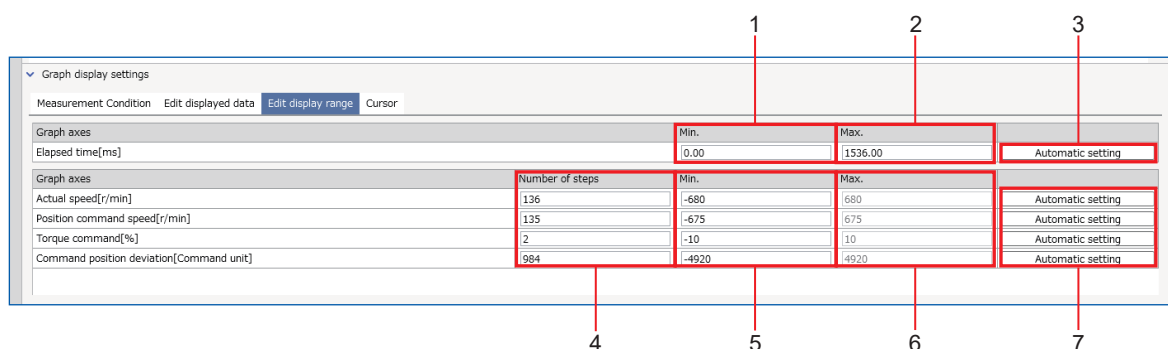 1 2 3
Graph display settings
Measurement Condition Edit displayed data Edit display range Cursor
Graph axes Min. Max.
Elapsed time[ms] 0.00 1536.00 Automatic setting
Graph axes Number of steps Min. Max.
Actual speed[r/min] 136 -680 680 Automatic setting
Position command speed[r/min] 135 -675 675 Automatic setting
Torque command[%] 2 -10 10 Automatic setting
Command position deviation[Command unit] 984 -4920 4920 Automatic setting
4 5 6 7